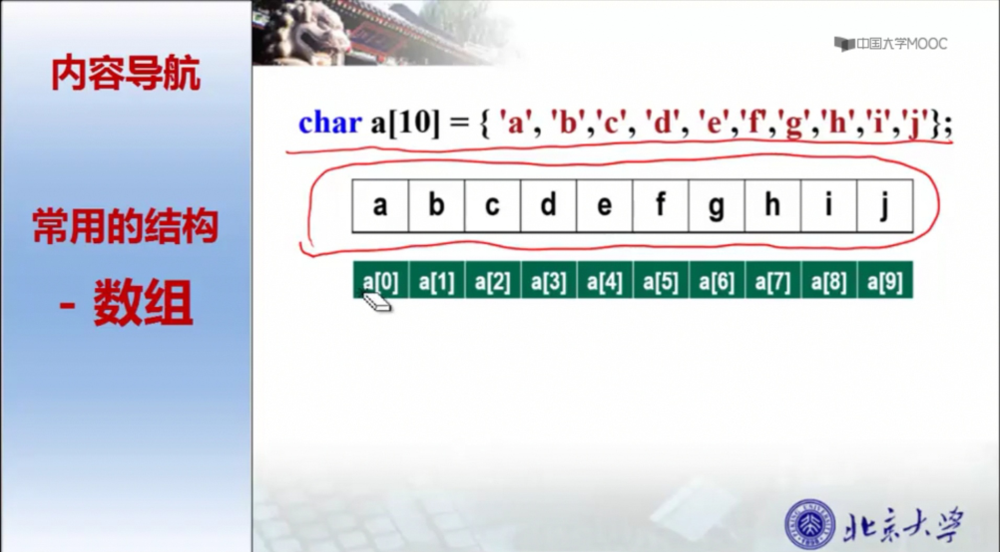 内容导航
常用的结构
- 数组
中国大学MOOC
char a[10] = { 'a', 'b','c', 'd', 'e','f','g','h','i','j'};
a b c d e f g h i j
a[0] a[1] a[2] a[3] a[4] a[5] a[6] a[7] a[8] a[9]
北京大学